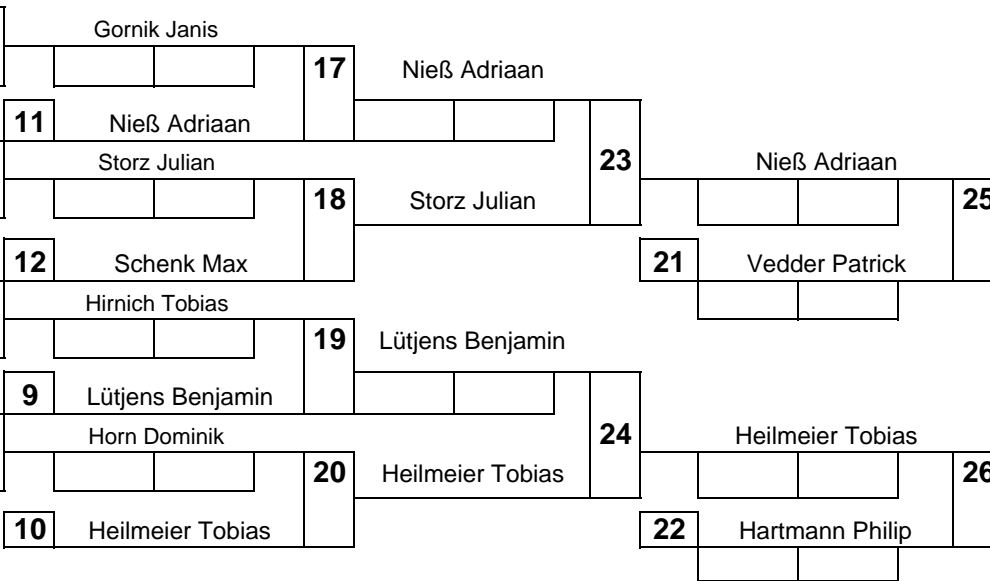 Gornik Janis
17 Nieß Adriaan
11 Nieß Adriaan
23 Nieß Adriaan
Storz Julian
18 Storz Julian
25
12 Schenk Max
21 Vedder Patrick
Hirnich Tobias
19 Lütjens Benjamin
9 Lütjens Benjamin
Horn Dominik
24 Heilmeier Tobias
20 Heilmeier Tobias
26
10 Heilmeier Tobias
22 Hartmann Philip